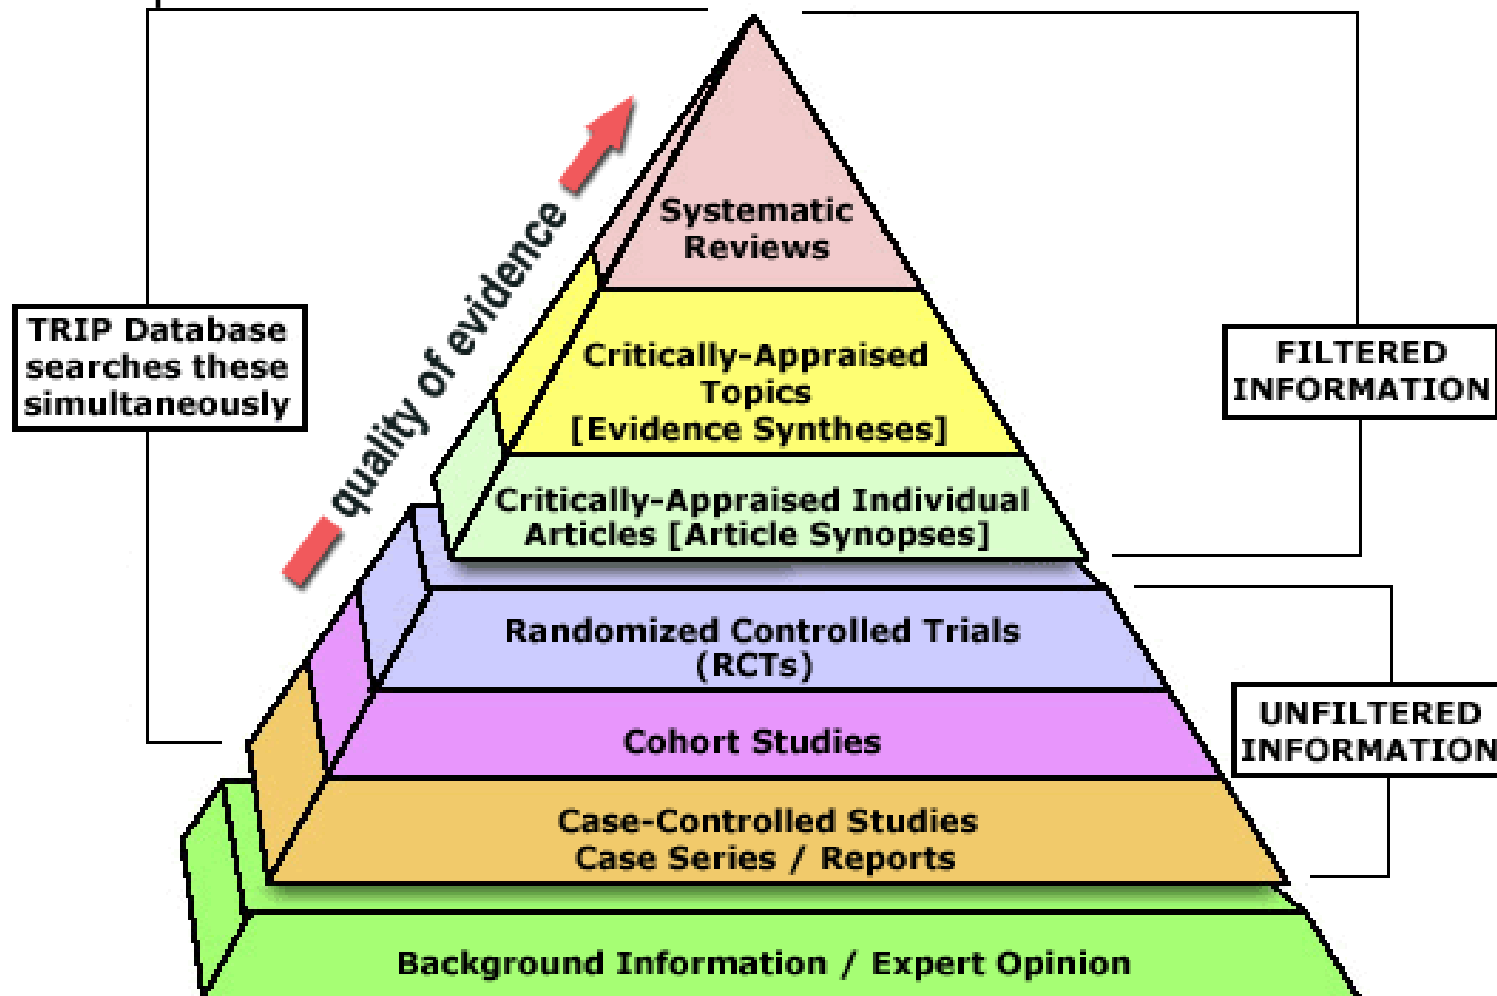 quality of evidence
Systematic
Reviews
TRIP Database
searches these
simultaneously
Critically-Appraised
Topics
[Evidence Syntheses]
FILTERED
INFORMATION
Critically-Appraised Individual
Articles [Article Synopses]
Randomized Controlled Trials
(RCTs)
UNFILTERED
INFORMATION
Cohort Studies
Case-Controlled Studies
Case Series / Reports
Background Information / Expert Opinion